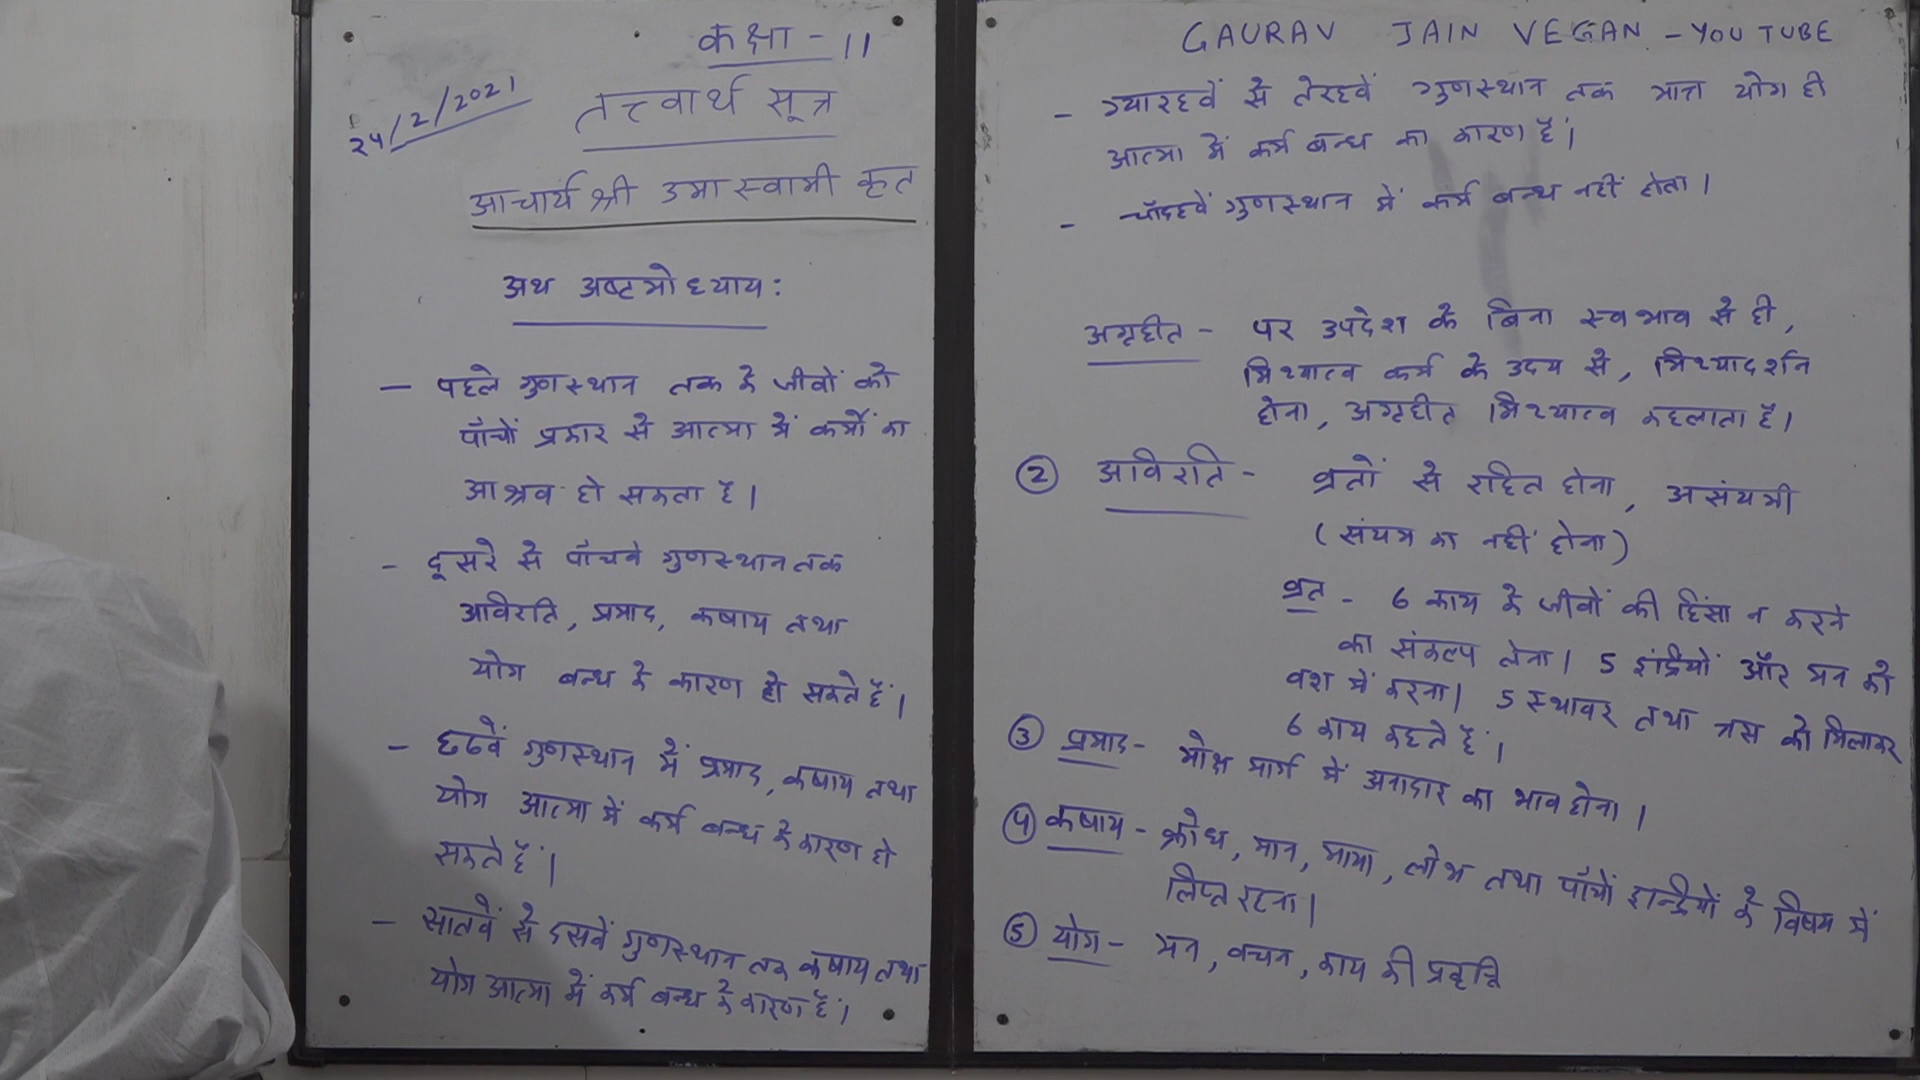 कक्षा - 11
24/2/2021
तत्त्वार्थ सूत्र
आचार्य श्री उमास्वामी कृत
अथ अष्टमोध्याय:
- पहले गुणस्थान तक के जीवों को
पाँचों प्रकार से आत्मा में कर्मों का
आश्रव हो सकता है।
- दूसरे से पाँचवे गुणस्थान तक
अविरति, प्रमाद, कषाय तथा
योग बन्ध के कारण हो सकते हैं।
- छठवें गुणस्थान में प्रमाद, कषाय तथा
योग आत्मा में कर्म बन्ध के कारण हो
सकते हैं।
- सातवें से दसवें गुणस्थान तक कषाय तथा
योग आत्मा में कर्म बन्ध के कारण हैं।
GAURAV JAIN VEGAN - YOUTUBE
- ग्यारहवें से तेरहवें गुणस्थान तक मात्र योग ही
आत्मा में कर्म बन्ध का कारण है।
- चौदहवें गुणस्थान में कर्म बन्ध नहीं होता।
अगृहीत - पर उपदेश के बिना स्वभाव से ही,
मिथ्यात्व कर्म के उदय से, मिथ्यादर्शन
होना, अगृहीत मिथ्यात्व कहलाता है।
② अविरति - व्रतों से रहित होना, असंयमी
(संयम का नहीं होना)
व्रत - 6 काय के जीवों की हिंसा न करने
का संकल्प लेना। 5 इंद्रियों और मन को
वश में करना। 5 स्थावर तथा त्रस को मिलाकर
6 काय कहते हैं।
③ प्रमाद - मोक्ष मार्ग में अनादार का भाव होना।
④ कषाय - क्रोध, मान, माया, लोभ तथा पाँचों इन्द्रियों के विषय में
लिप्त रहना।
⑤ योग - मन, वचन, काय की प्रवृत्ति